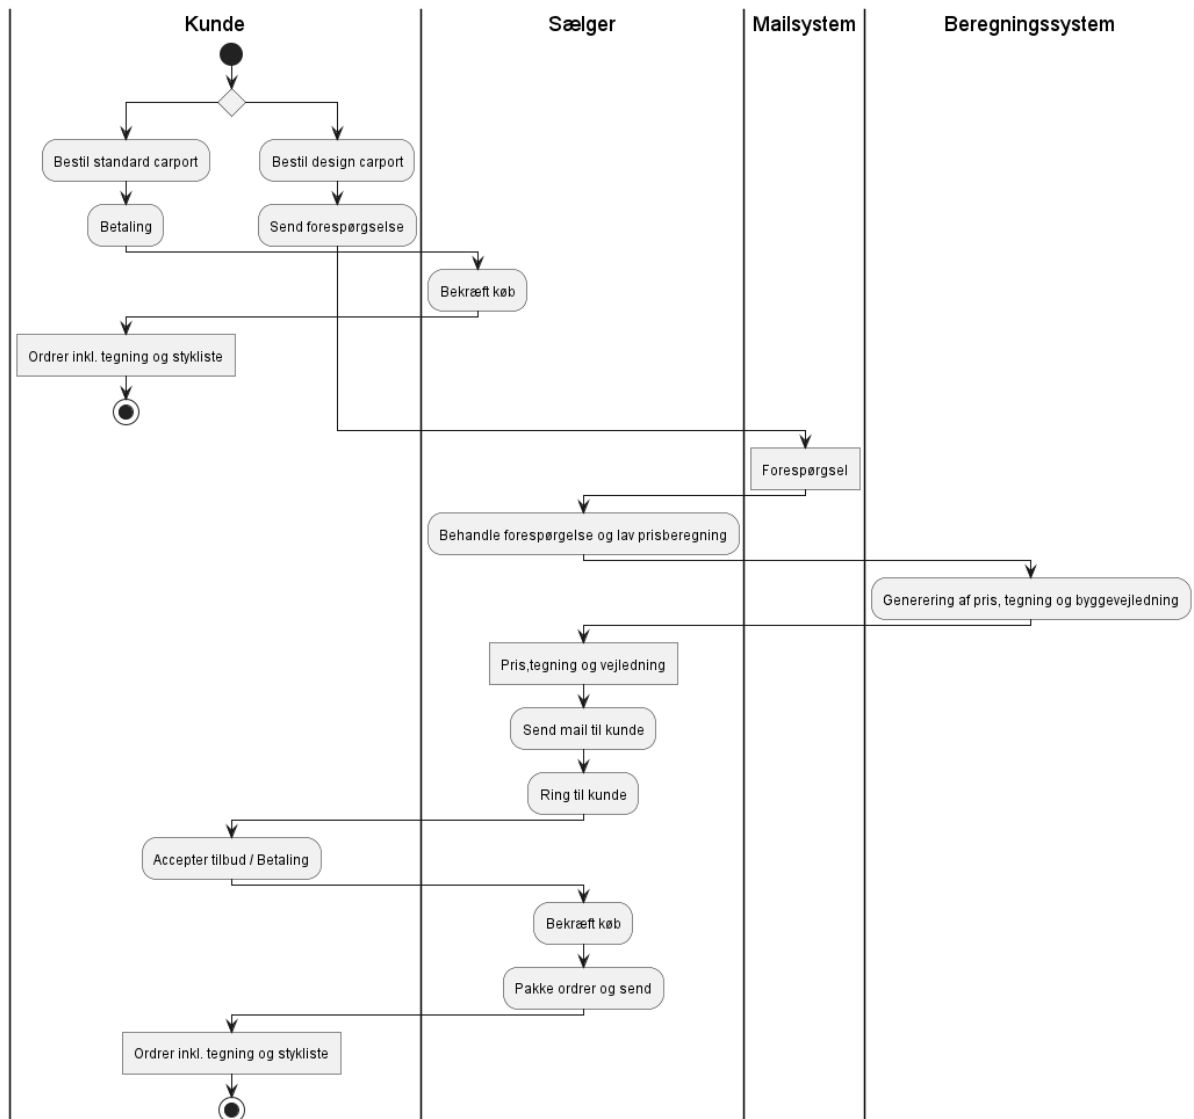 Kunde
Sælger
Mailsystem
Beregningssystem
Bestil standard carport
Bestil design carport
Betaling
Send forespørgselse
Bekræft køb
Ordrer inkl. tegning og stykliste
Forespørgsel
Behandle forespørgelse og lav prisberegning
Generering af pris, tegning og byggevejledning
Pris,tegning og vejledning
Send mail til kunde
Ring til kunde
Accepter tilbud / Betaling
Bekræft køb
Pakke ordrer og send
Ordrer inkl. tegning og stykliste